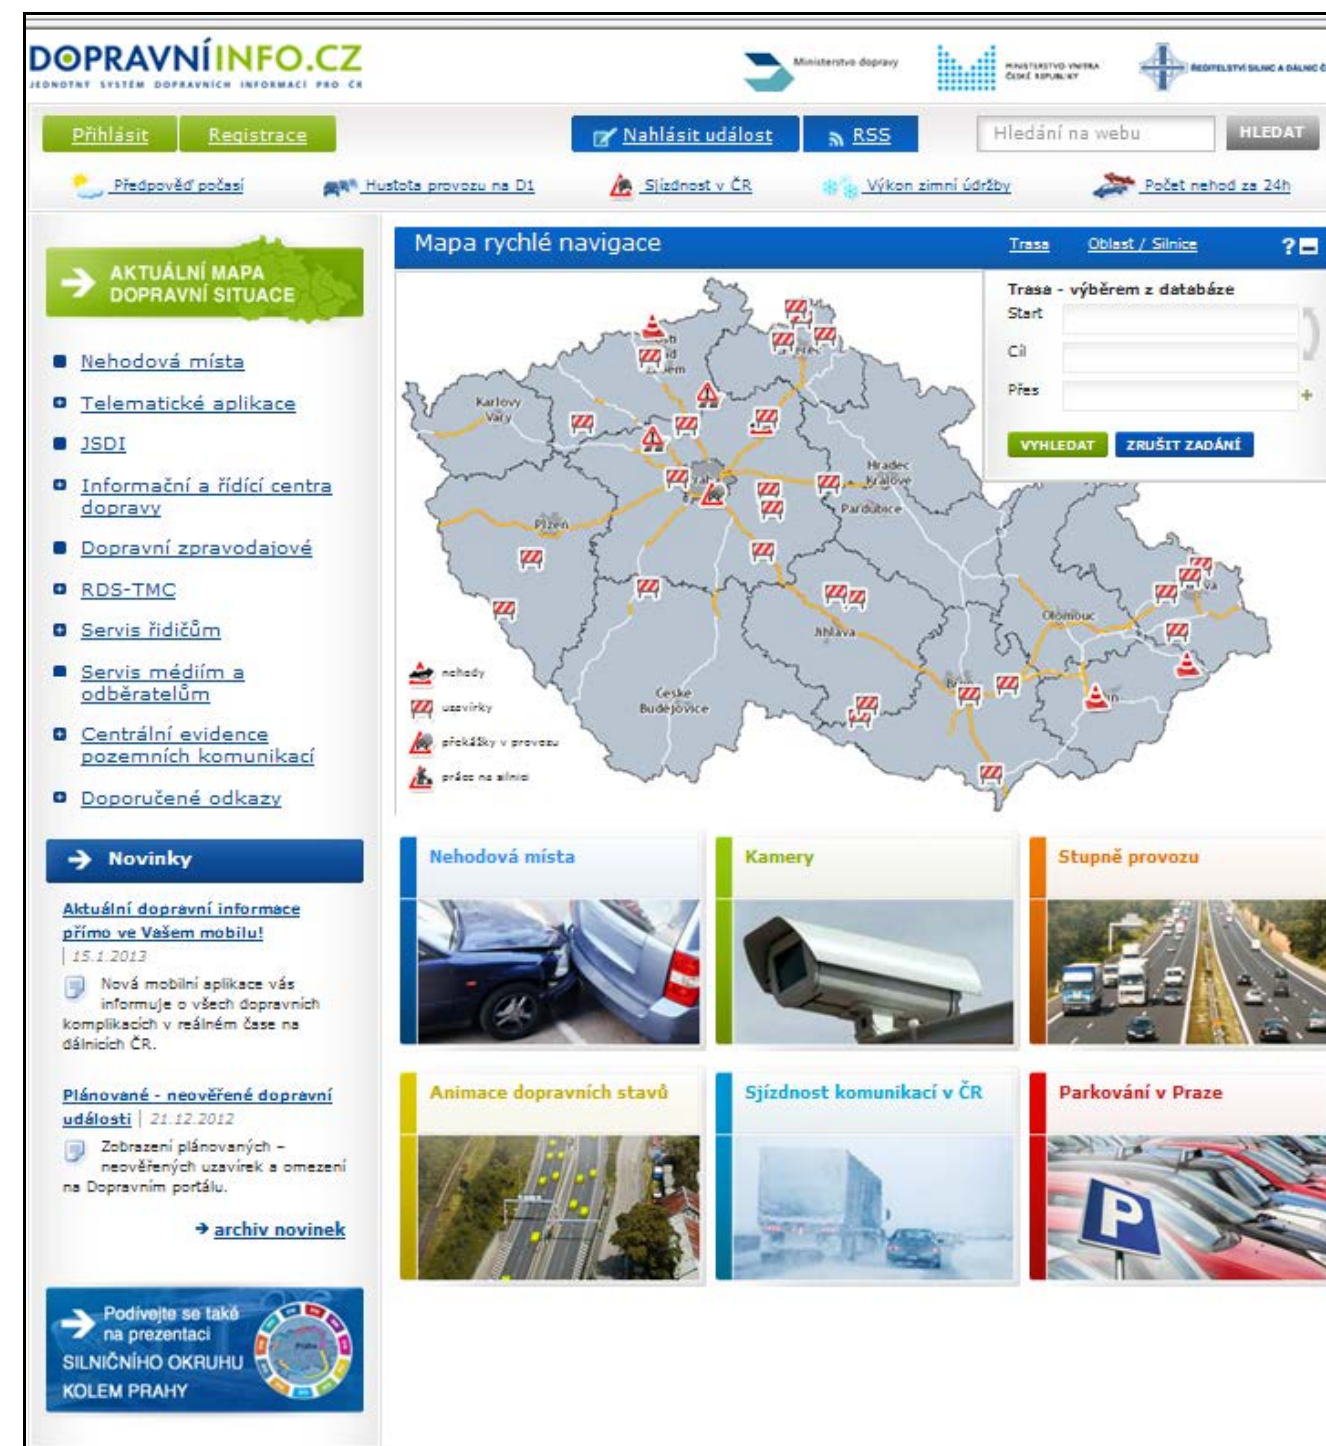 DOPRAVNÍINFO.CZ
JEDNOTNÝ SYSTÉM DOPRAVNÍCH INFORMACÍ PRO ČR
Ministerstvo dopravy
MINISTERSTVO VNITRA
ČESKÉ REPUBLIKY
ŘEDITELSTVÍ SILNIC A DÁLNIC
Přihlásit
Registrace
Nahlásit událost
RSS
Hledání na webu
HLEDAT
Předpověď počasí
Hustota provozu na D1
Sjízdnost v ČR
Výkon zimní údržby
Počet nehod za 24h
AKTUÁLNÍ MAPA
DOPRAVNÍ SITUACE
Nehodová místa
Telematické aplikace
JSDI
Informační a řídící centra
dopravy
Dopravní zpravodajové
RDS-TMC
Servis řidičům
Servis médiím a
odběratelům
Centrální evidence
pozemních komunikací
Doporučené odkazy
Mapa rychlé navigace
Trasa
Oblast / Silnice
?
Trasa - výběrem z databáze
Start
Cíl
Přes
VYHLEDAT
ZRUŠIT ZADÁNÍ
Karlovy
Vary
Hradec
Králové
Pardubice
Plzeň
Olomouc
Jihlava
České
Budějovice
nehody
uzavírky
překážky v provozu
práce na silnici
Novinky
Aktuální dopravní informace
přímo ve Vašem mobilu!
| 15.1.2013
Nová mobilní aplikace vás
informuje o všech dopravních
komplikacích v reálném čase na
dálnicích ČR.
Plánované - neověřené dopravní
události | 21.12.2012
Zobrazení plánovaných –
neověřených uzavírek a omezení
na Dopravním portálu.
archiv novinek
Podívejte se také
na prezentaci
SILNIČNÍHO OKRUHU
KOLEM PRAHY
Praha
Nehodová místa
Kamery
Stupně provozu
Animace dopravních stavů
Sjízdnost komunikací v ČR
Parkování v Praze
P